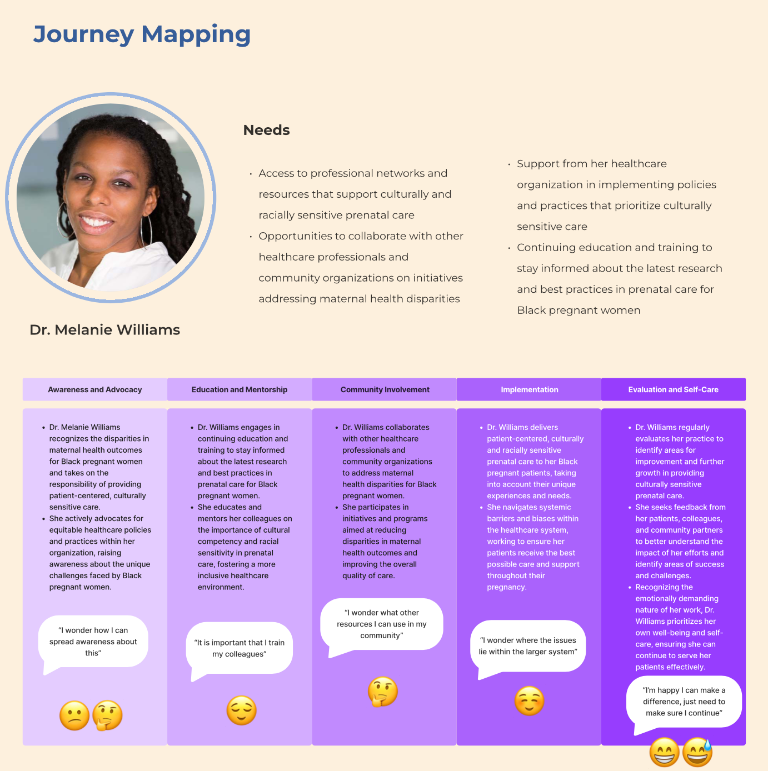 Journey Mapping
Needs
• Access to professional networks and
resources that support culturally and
racially sensitive prenatal care
• Opportunities to collaborate with other
healthcare professionals and
community organizations on initiatives
addressing maternal health disparities
• Support from her healthcare
organization in implementing policies
and practices that prioritize culturally
sensitive care
• Continuing education and training to
stay informed about the latest research
and best practices in prenatal care for
Black pregnant women
Dr. Melanie Williams
Awareness and Advocacy
• Dr. Melanie Williams
recognizes the disparities in
maternal health outcomes
for Black pregnant women
and takes on the
responsibility of providing
patient-centered, culturally
sensitive care.
• She actively advocates for
equitable healthcare policies
and practices within her
organization, raising
awareness about the unique
challenges faced by Black
pregnant women.
"I wonder how I can
spread awareness about
this"
Education and Mentorship
• Dr. Williams engages in
continuing education and
training to stay informed
about the latest research
and best practices in
prenatal care for Black
pregnant women.
• She educates and
mentors her colleagues on
the importance of cultural
competency and racial
sensitivity in prenatal
care, fostering a more
inclusive healthcare
environment.
"It is important that I train
my colleagues"
Community Involvement
• Dr. Williams collaborates
with other healthcare
professionals and
community organizations
to address maternal
health disparities for Black
pregnant women.
• She participates in
initiatives and programs
aimed at reducing
disparities in maternal
health outcomes and
improving the overall
quality of care.
"I wonder what other
resources I can use in my
community"
Implementation
• Dr. Williams delivers
patient-centered, culturally
and racially sensitive
prenatal care to her Black
pregnant patients, taking
into account their unique
experiences and needs.
• She navigates systemic
barriers and biases within
the healthcare system,
working to ensure her
patients receive the best
possible care and support
throughout their
pregnancy.
"I wonder where the issues
lie within the larger system"
Evaluation and Self-Care
• Dr. Williams regularly
evaluates her practice to
identify areas for
improvement and further
growth in providing
culturally sensitive
prenatal care.
• She seeks feedback from
her patients, colleagues,
and community partners
to better understand the
impact of her efforts and
identify areas of success
and challenges.
• Recognizing the
emotionally demanding
nature of her work, Dr.
Williams prioritizes her
own well-being and self-
care, ensuring she can
continue to serve her
patients effectively.
"I'm happy I can make a
difference, just need to
make sure I continue"